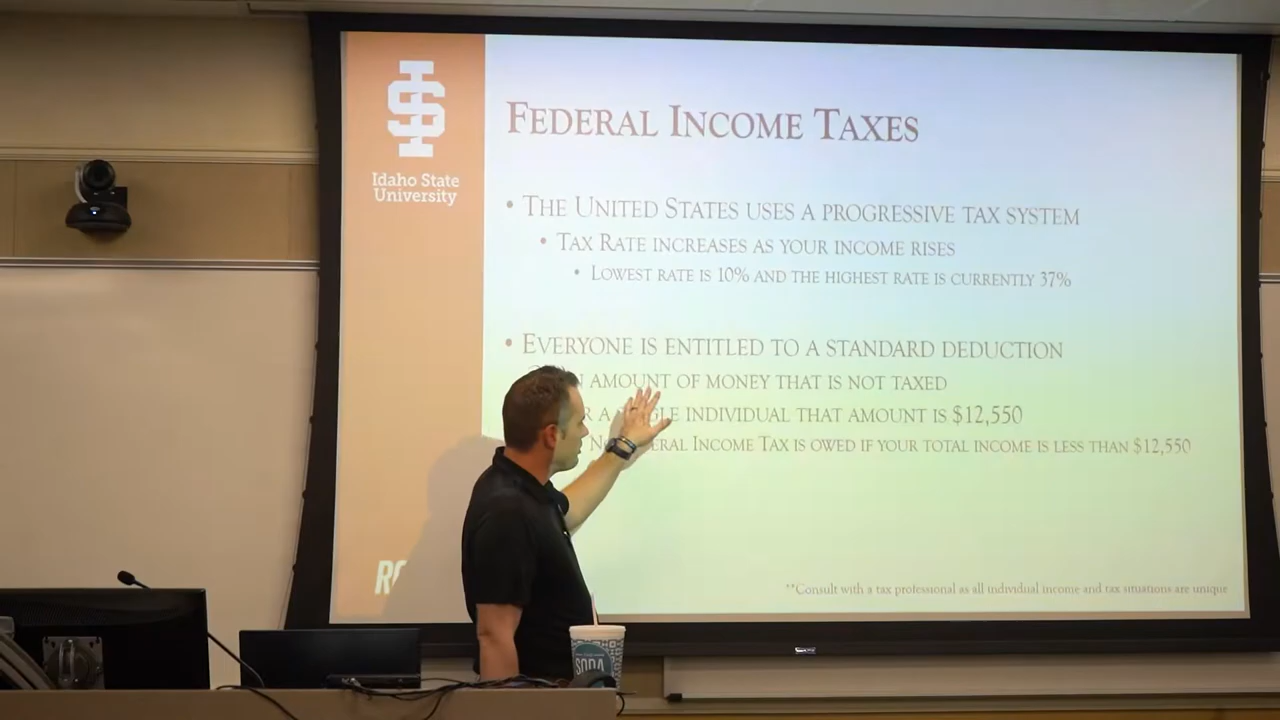 Idaho State
University
FEDERAL INCOME TAXES
• THE UNITED STATES USES A PROGRESSIVE TAX SYSTEM
• TAX RATE INCREASES AS YOUR INCOME RISES
• LOWEST RATE IS 10% AND THE HIGHEST RATE IS CURRENTLY 37%
• EVERYONE IS ENTITLED TO A STANDARD DEDUCTION
AMOUNT OF MONEY THAT IS NOT TAXED
A INDIVIDUAL THAT AMOUNT IS $12,550
INCOME TAX IS OWED IF YOUR TOTAL INCOME IS LESS THAN $12,550
**Consult with a tax professional as all individual income and tax situations are unique
SODA